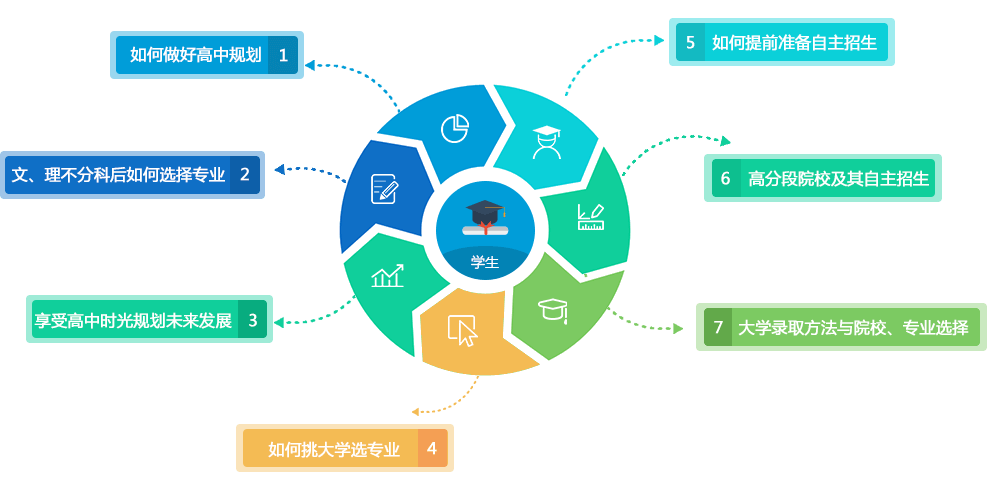 如何做好高中规划 1
文、理不分科后如何选择专业 2
享受高中时光规划未来发展 3
如何挑大学选专业 4
5 如何提前准备自主招生
6 高分段院校及其自主招生
7 大学录取方法与院校、专业选择
学生